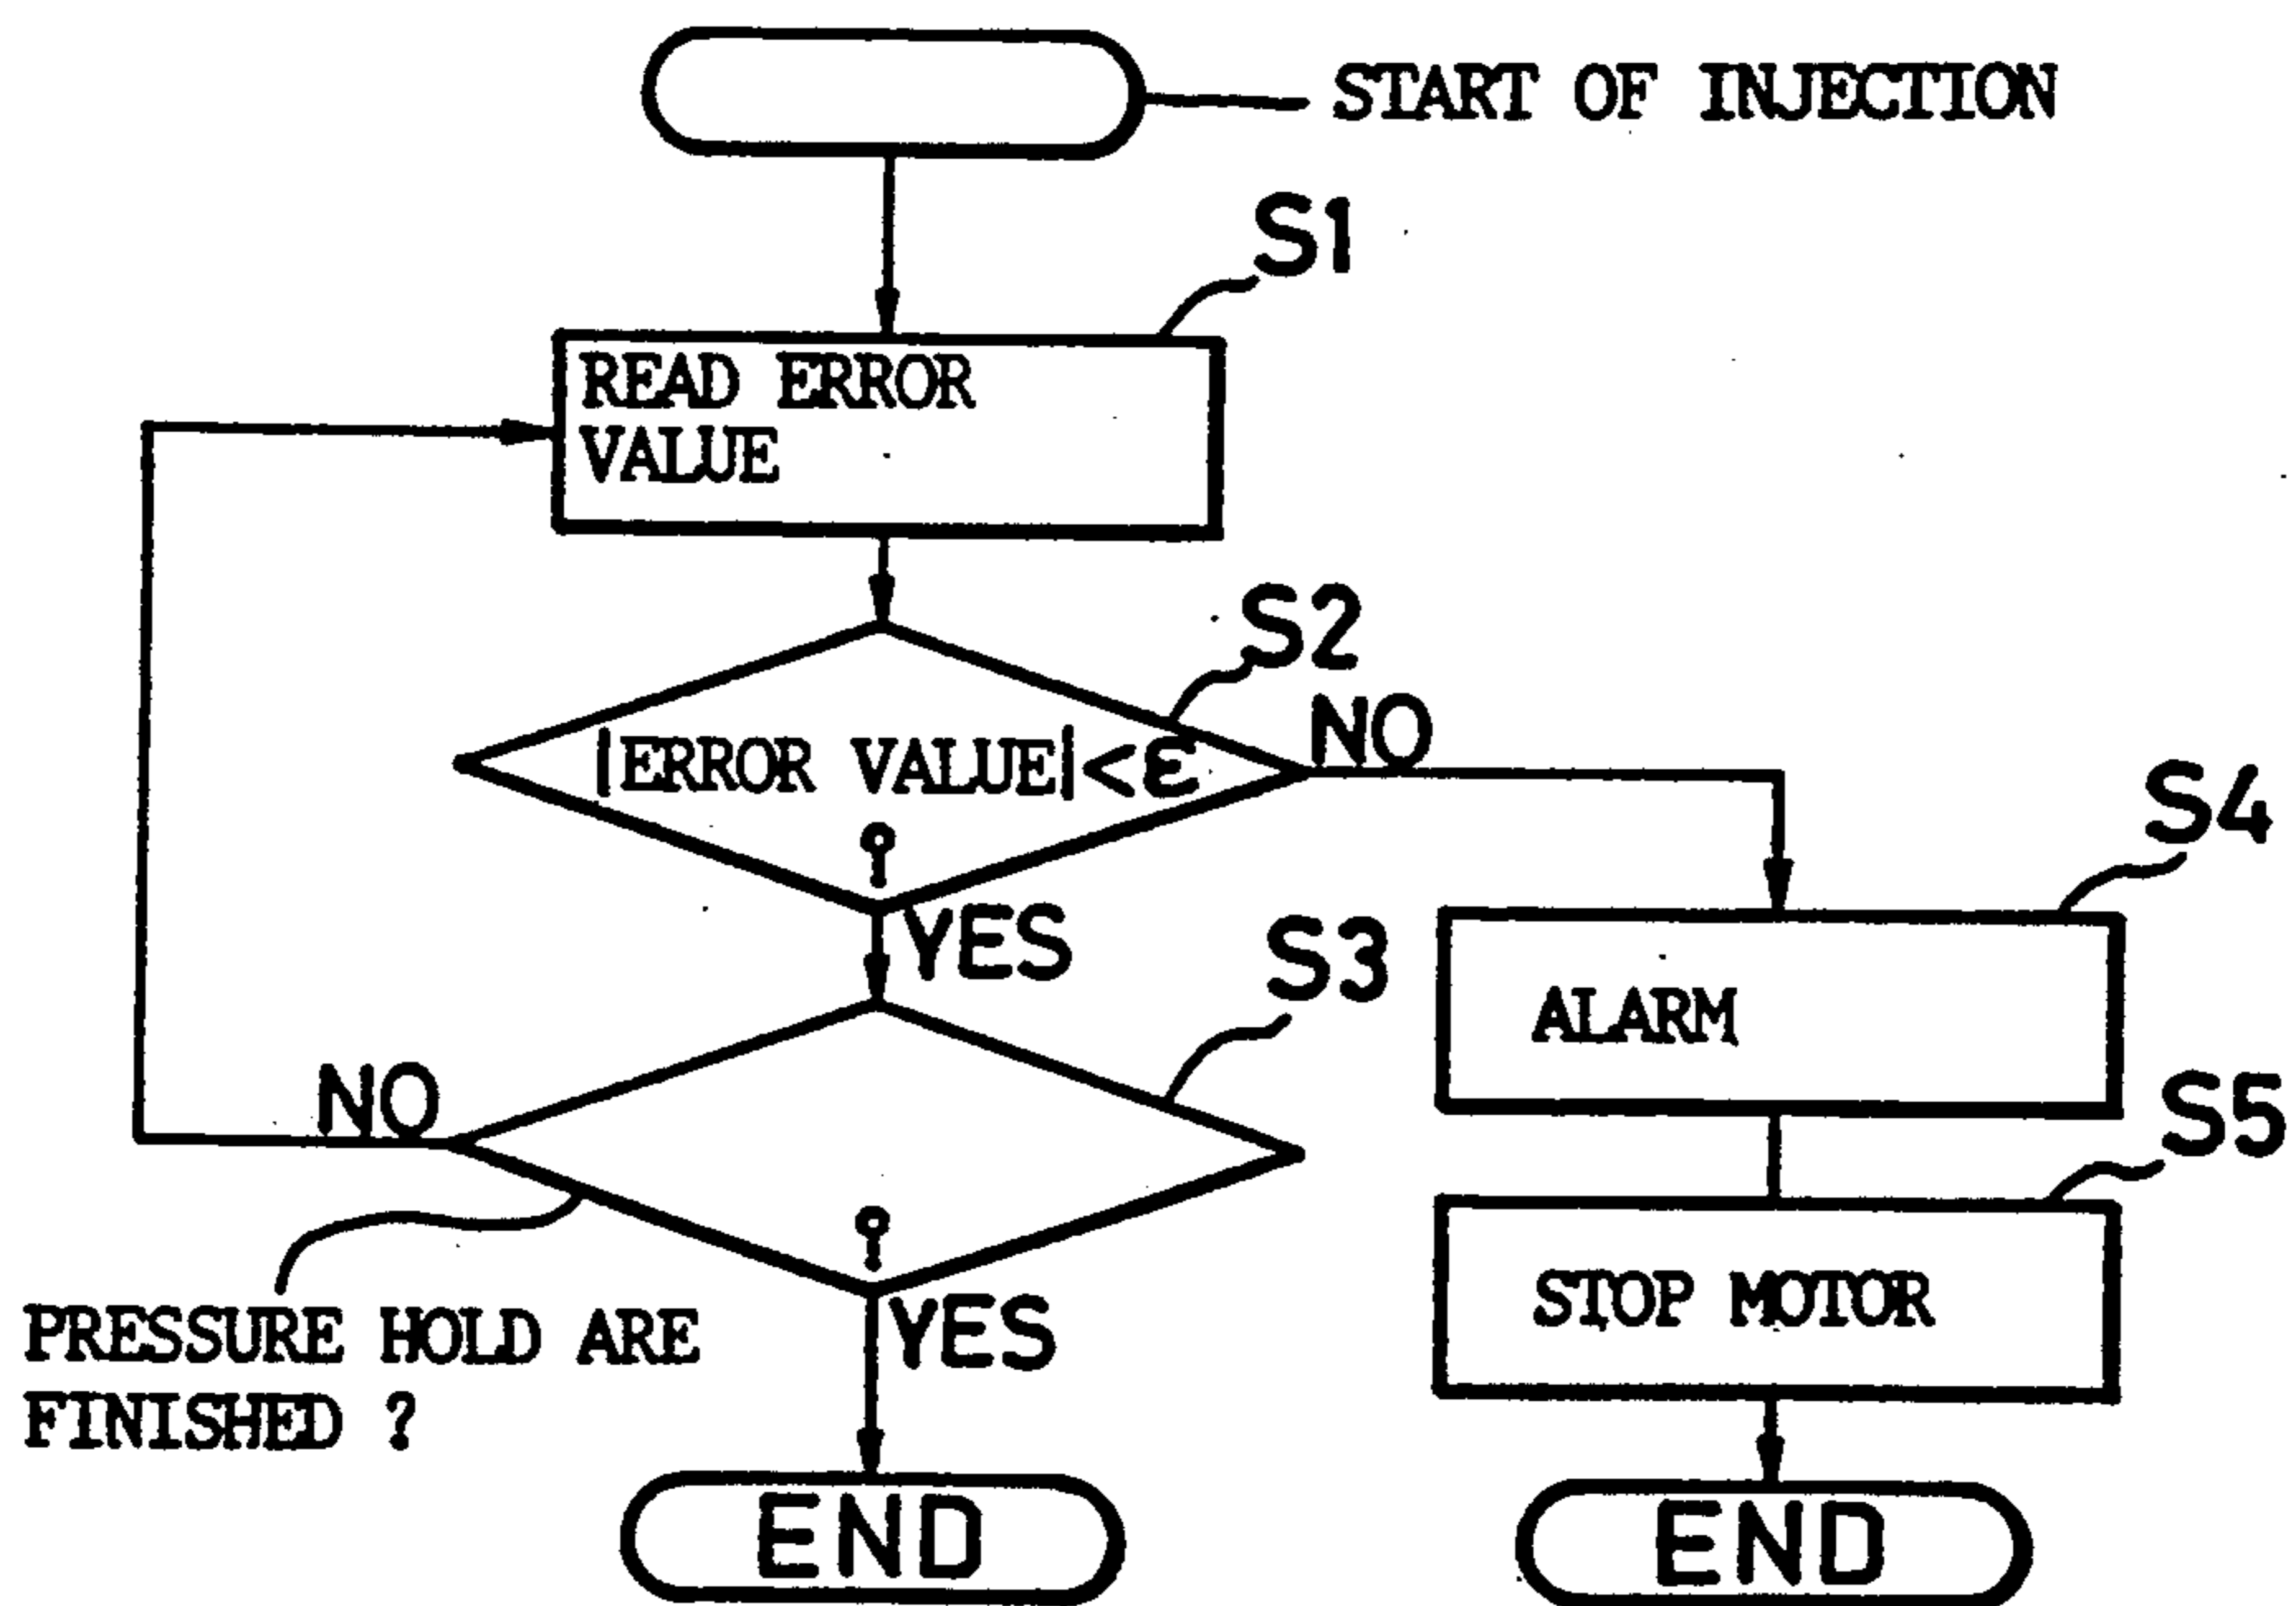 START OF INJECTION
S1
READ ERROR
VALUE
S2
|ERROR VALUE|<ε
NO
?
YES
S3
S4
ALARM
NO
S5
?
STOP MOTOR
PRESSURE HOLD ARE
FINISHED ?
YES
END
END